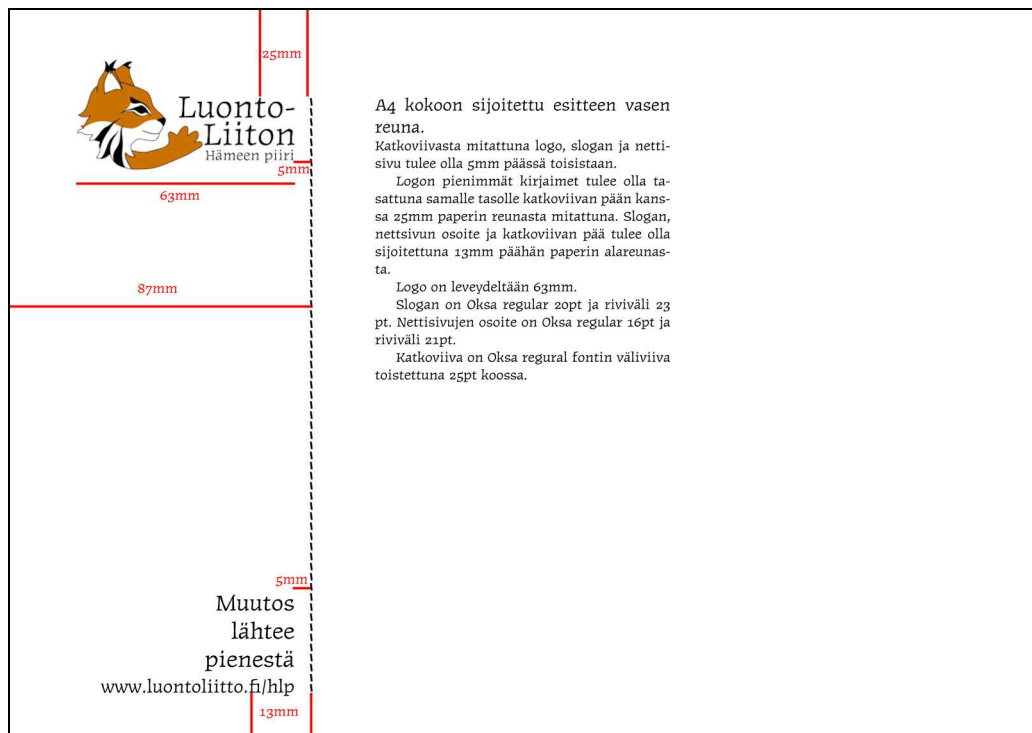 25mm
Luonto-
Liiton
Hämeen piiri
5mm
63mm
87mm
5mm
Muutos
lähtee
pienestä
www.luontoliitto.fi/hlp
13mm
A4 kokoon sijoitettu esitteen vasen
reuna.
Katkoviivasta mitattuna logo, slogan ja netti-
sivu tulee olla 5mm päässä toisistaan.
Logon pienimmät kirjaimet tulee olla ta-
sattuna samalle tasolle katkoviivan pään kans-
sa 25mm paperin reunasta mitattuna. Slogan,
nettsivun osoite ja katkoviivan pää tulee olla
sijoitettuna 13mm päähän paperin alareunas-
ta.
Logo on leveydeltään 63mm.
Slogan on Oksa regular 20pt ja riviväli 23
pt. Nettisivujen osoite on Oksa regular 16pt ja
riviväli 21pt.
Katkoviiva on Oksa regural fontin väliviiva
toistettuna 25pt koossa.